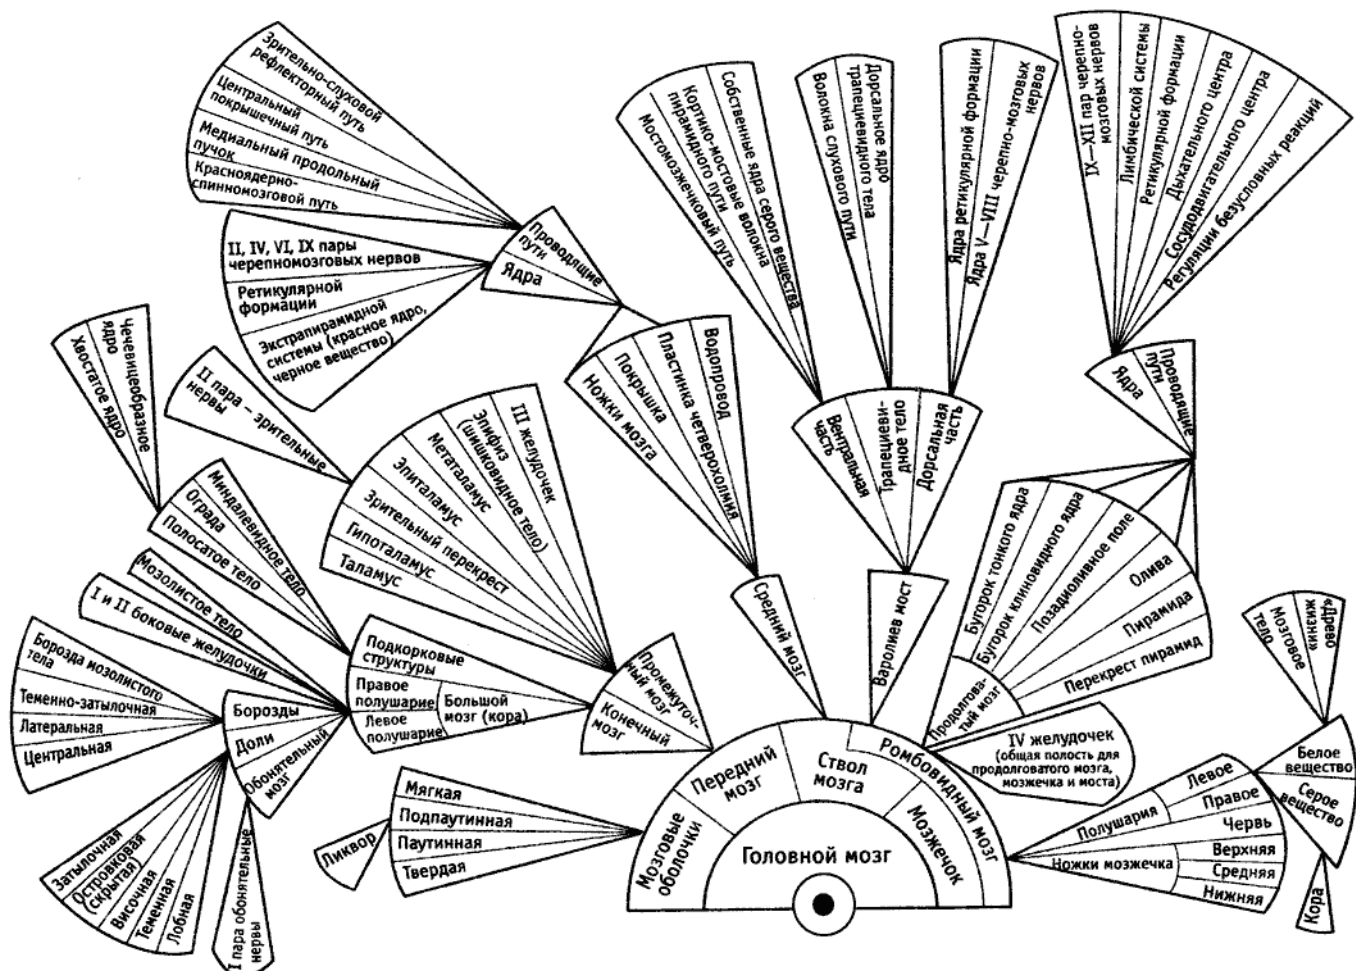 Зрительно-слуховой
рефлекторный путь
Центральный
покрышечный путь
Медиальный продольный
пучок
Красноядерно-
спинномозговой путь
II, IV, VI, IX пары
черепномозговых нервов
Ретикулярной
формации
Экстрапирамидной
системы (красное ядро,
черное вещество)
Проводящие
пути
Ядра
Мостомозжечковый путь
Кортико-мостовые волокна
пирамидного пути
Собственные ядра серого вещества
Волокна слухового пути
Дорсальное ядро
трапециевидного тела
Ядра ретикулярной формации
Ядра V—VIII черепно-мозговых
нервов
IX—XII пар черепно-
мозговых нервов
Лимбической системы
Ретикулярной формации
Дыхательного центра
Сосудодвигательного центра
Регуляции безусловных реакций
Ядра
Проводящие
пути
Хвостатое ядро
Чечевицеобразное
ядро
II пара – зрительные
нервы
Ножки мозга
Покрышка
Пластинка четверохолмия
Водопровод
Вентральная
часть
Трапециеви-
дное тело
Дорсальная
часть
Таламус
Гипоталамус
Зрительный перекрест
Эпиталамус
Метаталамус
Эпифиз
(шишковидное тело)
III желудочек
Полосатое тело
Ограда
Миндалевидное тело
Мозолистое тело
I и II боковые желудочки
Бугорок тонкого ядра
Бугорок клиновидного ядра
Позадиоливное поле
Олива
Пирамида
Перекрест пирамид
Борозда мозолистого
тела
Теменно-затылочная
Латеральная
Центральная
Борозды
Доли
Обонятельный
мозг
Подкорковые
структуры
Правое
полушарие
Левое
полушарие
Большой
мозг (кора)
Конечный
мозг
Промежуточ-
ный мозг
Средний мозг
Варолиев мост
Продолгова-
тый мозг
IV желудочек
(общая полость для
продолговатого мозга,
мозжечка и моста)
Мозговое
тело
«Древо
жизни»
Белое
вещество
Серое
вещество
Кора
Затылочная
Островковая
(скрытая)
Височная
Теменная
Лобная
I пара обонятельные
нервы
Ликвор
Мягкая
Подпаутинная
Паутинная
Твердая
Мозговые
оболочки
Передний
мозг
Ствол
мозга
Ромбовидный мозг
Мозжечок
Головной мозг
Полушария
Левое
Правое
Червь
Ножки мозжечка
Верхняя
Средняя
Нижняя